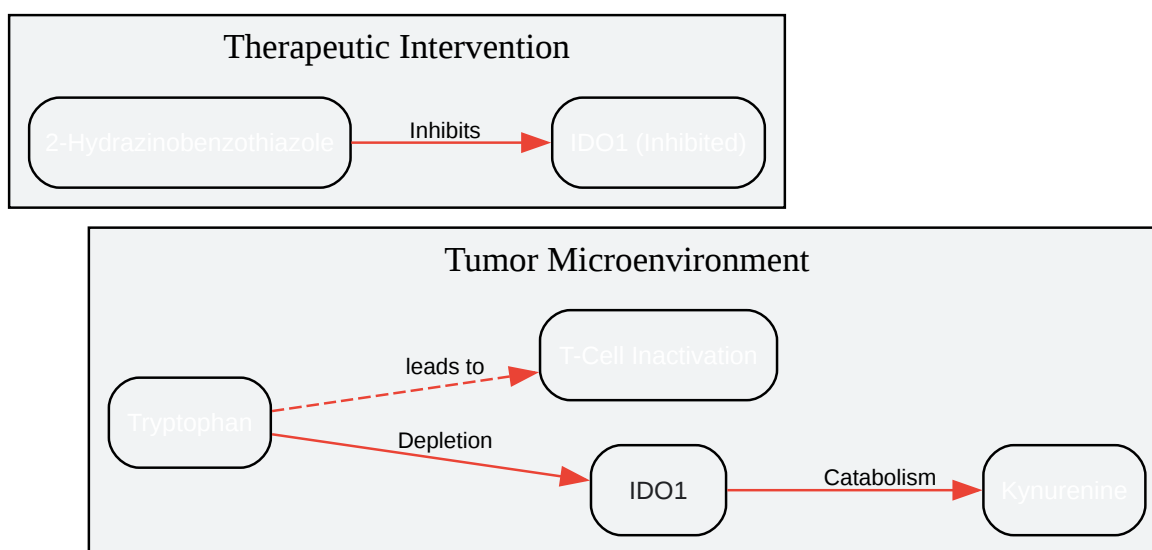 Therapeutic Intervention
2-Hydrazinobenzothiazole
Inhibits
IDO1 (Inhibited)
Tumor Microenvironment
T-Cell Inactivation
leads to
Tryptophan
Depletion
IDO1
Catabolism
Kynurenine